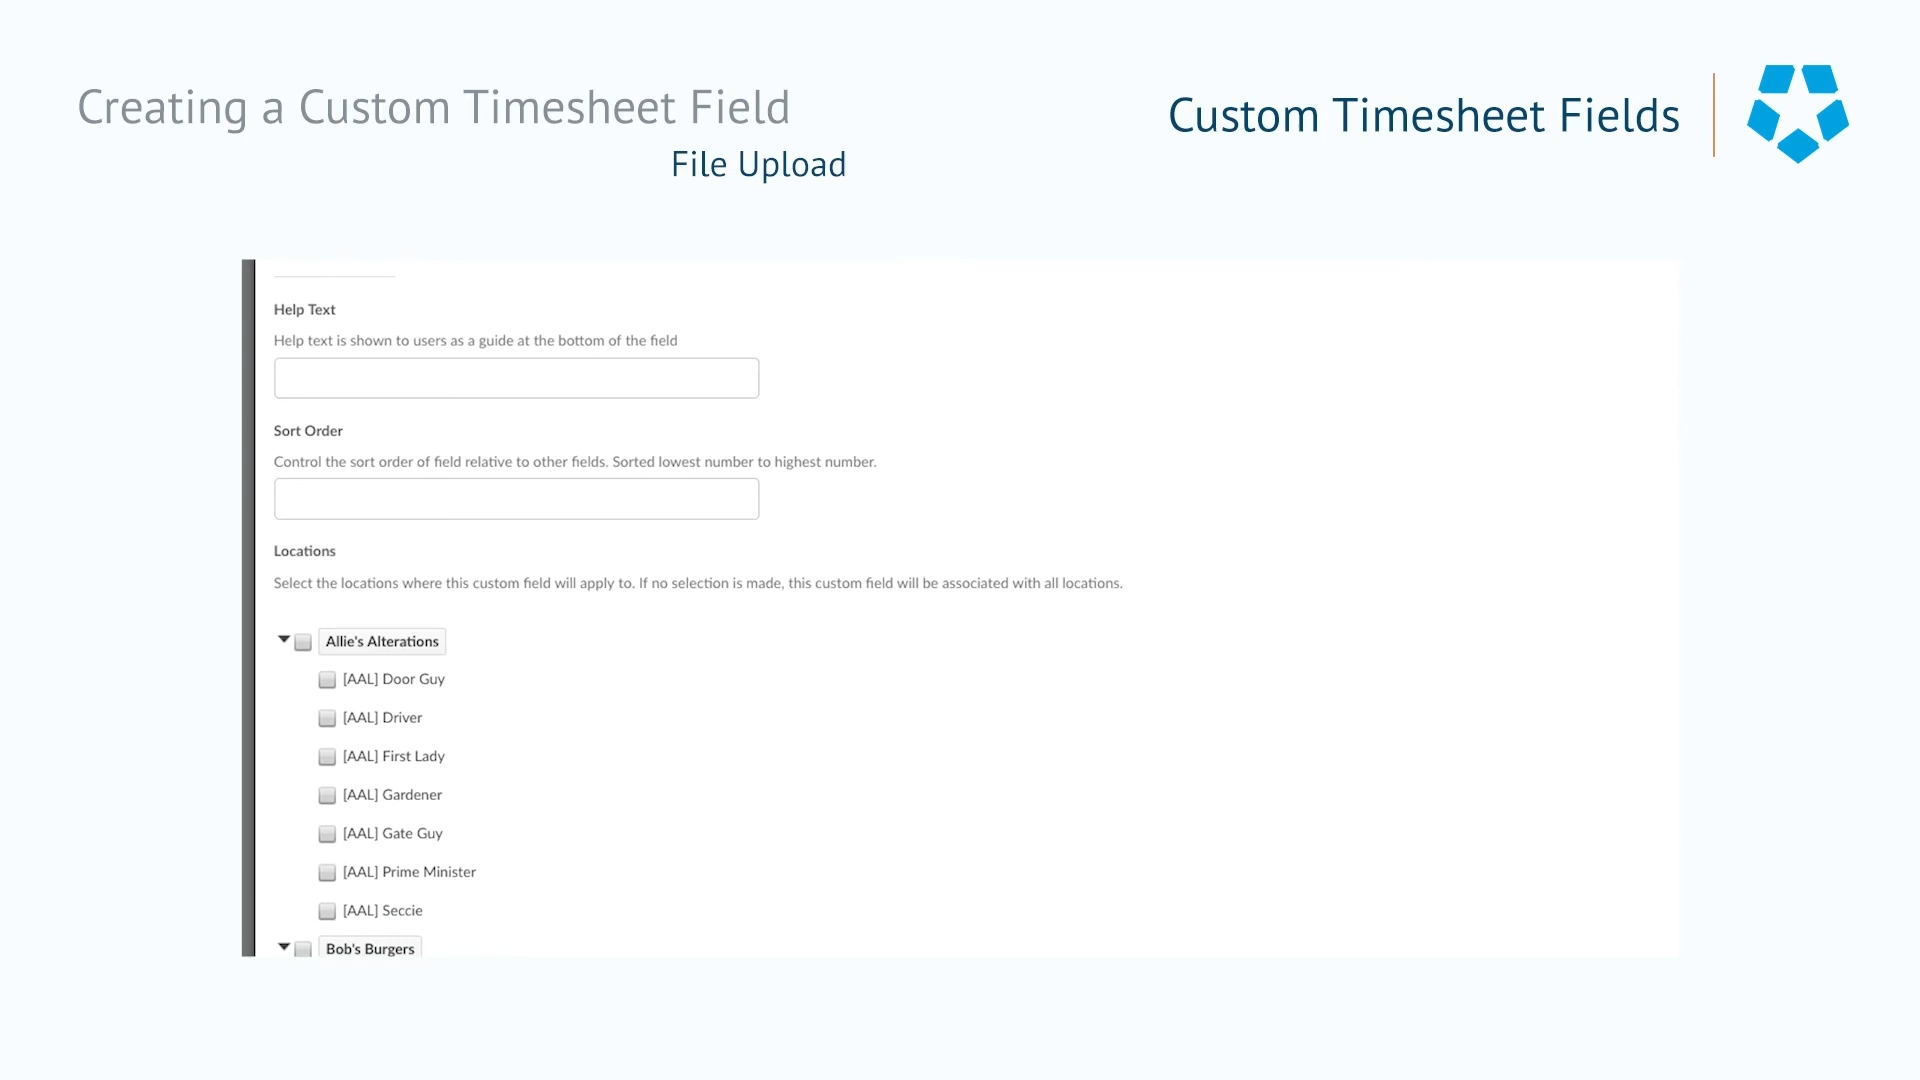 Creating a Custom Timesheet Field
File Upload
Custom Timesheet Fields
Help Text
Help text is shown to users as a guide at the bottom of the field
Sort Order
Control the sort order of field relative to other fields. Sorted lowest number to highest number.
Locations
Select the locations where this custom field will apply to. If no selection is made, this custom field will be associated with all locations.
Allie's Alterations
[AAL] Door Guy
[AAL] Driver
[AAL] First Lady
[AAL] Gardener
[AAL] Gate Guy
[AAL] Prime Minister
[AAL] Seccie
Bob's Burgers